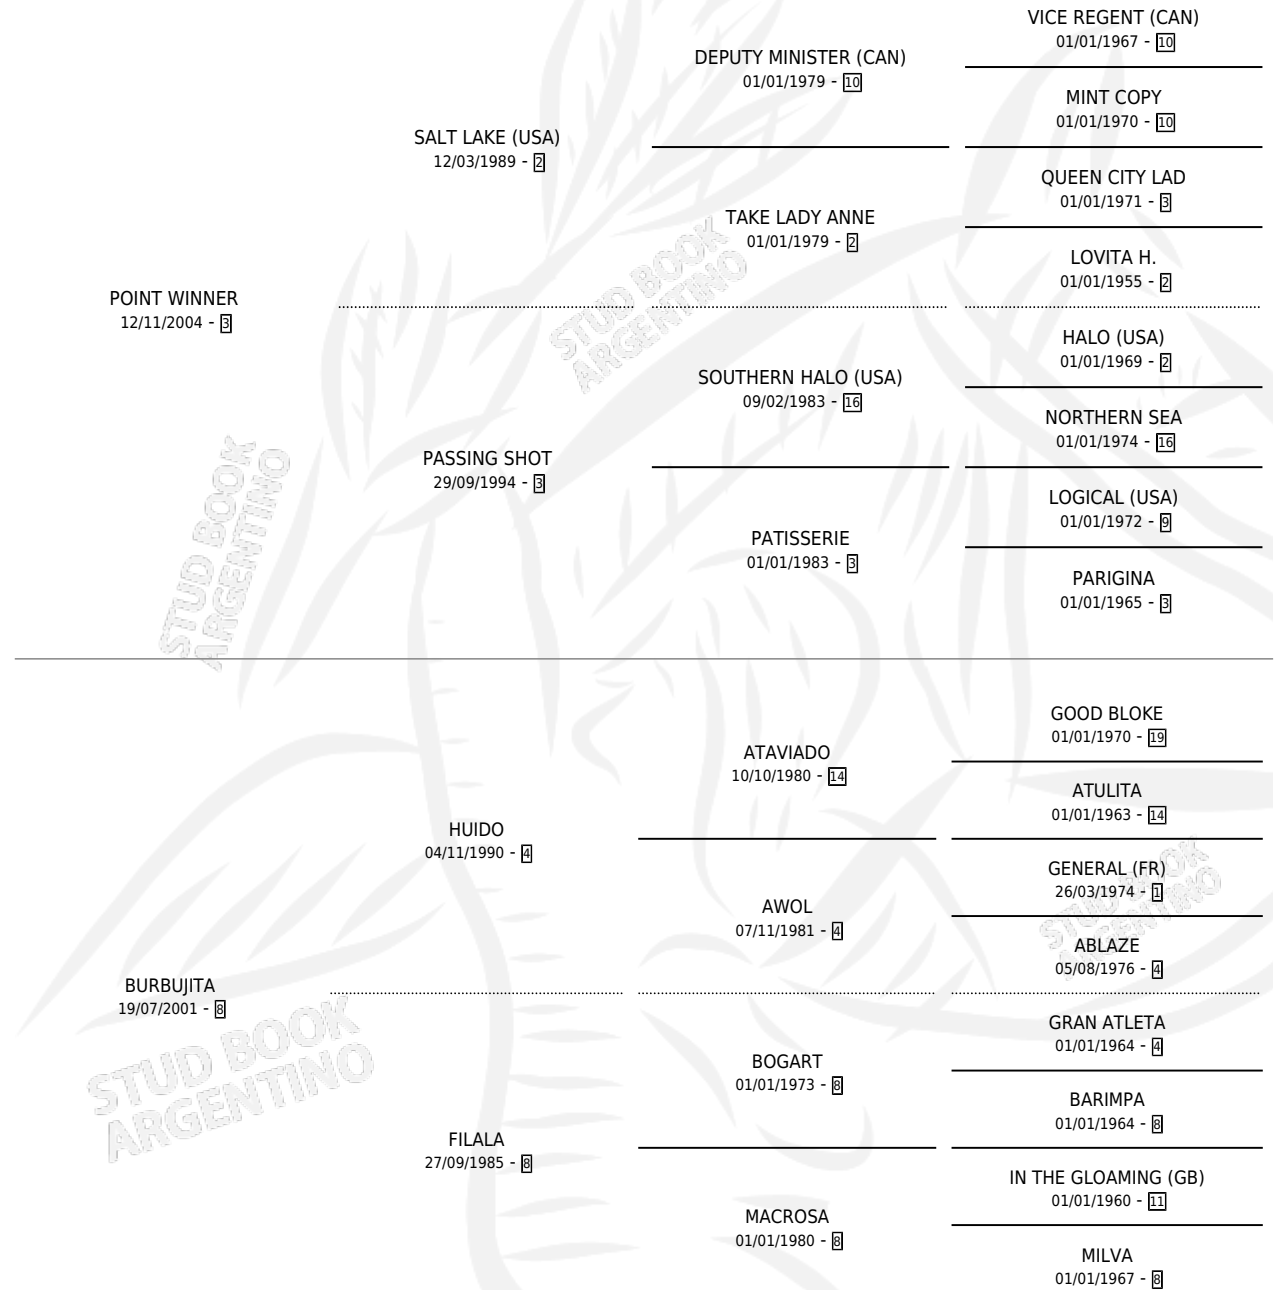 VICE REGENT (CAN)
01/01/1967 - 10
DEPUTY MINISTER (CAN)
01/01/1979 - 10
MINT COPY
01/01/1970 - 10
SALT LAKE (USA)
12/03/1989 - 2
QUEEN CITY LAD
01/01/1971 - 3
TAKE LADY ANNE
01/01/1979 - 2
LOVITA H.
01/01/1955 - 2
POINT WINNER
12/11/2004 - 3
HALO (USA)
01/01/1969 - 2
SOUTHERN HALO (USA)
09/02/1983 - 16
NORTHERN SEA
01/01/1974 - 16
PASSING SHOT
29/09/1994 - 3
LOGICAL (USA)
01/01/1972 - 9
PATISSERIE
01/01/1983 - 3
PARIGINA
01/01/1965 - 3
STUD BOOK
ARGENTINO
STUD BOOK
ARGENTINO
GOOD BLOKE
01/01/1970 - 19
ATAVIADO
10/10/1980 - 14
ATULITA
01/01/1963 - 14
HUIDO
04/11/1990 - 4
GENERAL (FR)
26/03/1974 - 1
AWOL
07/11/1981 - 4
ABLAZE
05/08/1976 - 4
STUD BOOK
ARGENTINO
BURBUJITA
19/07/2001 - 8
GRAN ATLETA
01/01/1964 - 4
BOGART
01/01/1973 - 8
BARIMPA
01/01/1964 - 8
FILALA
27/09/1985 - 8
IN THE GLOAMING (GB)
01/01/1960 - 11
MACROSA
01/01/1980 - 8
MILVA
01/01/1967 - 8
STUD BOOK
ARGENTINO